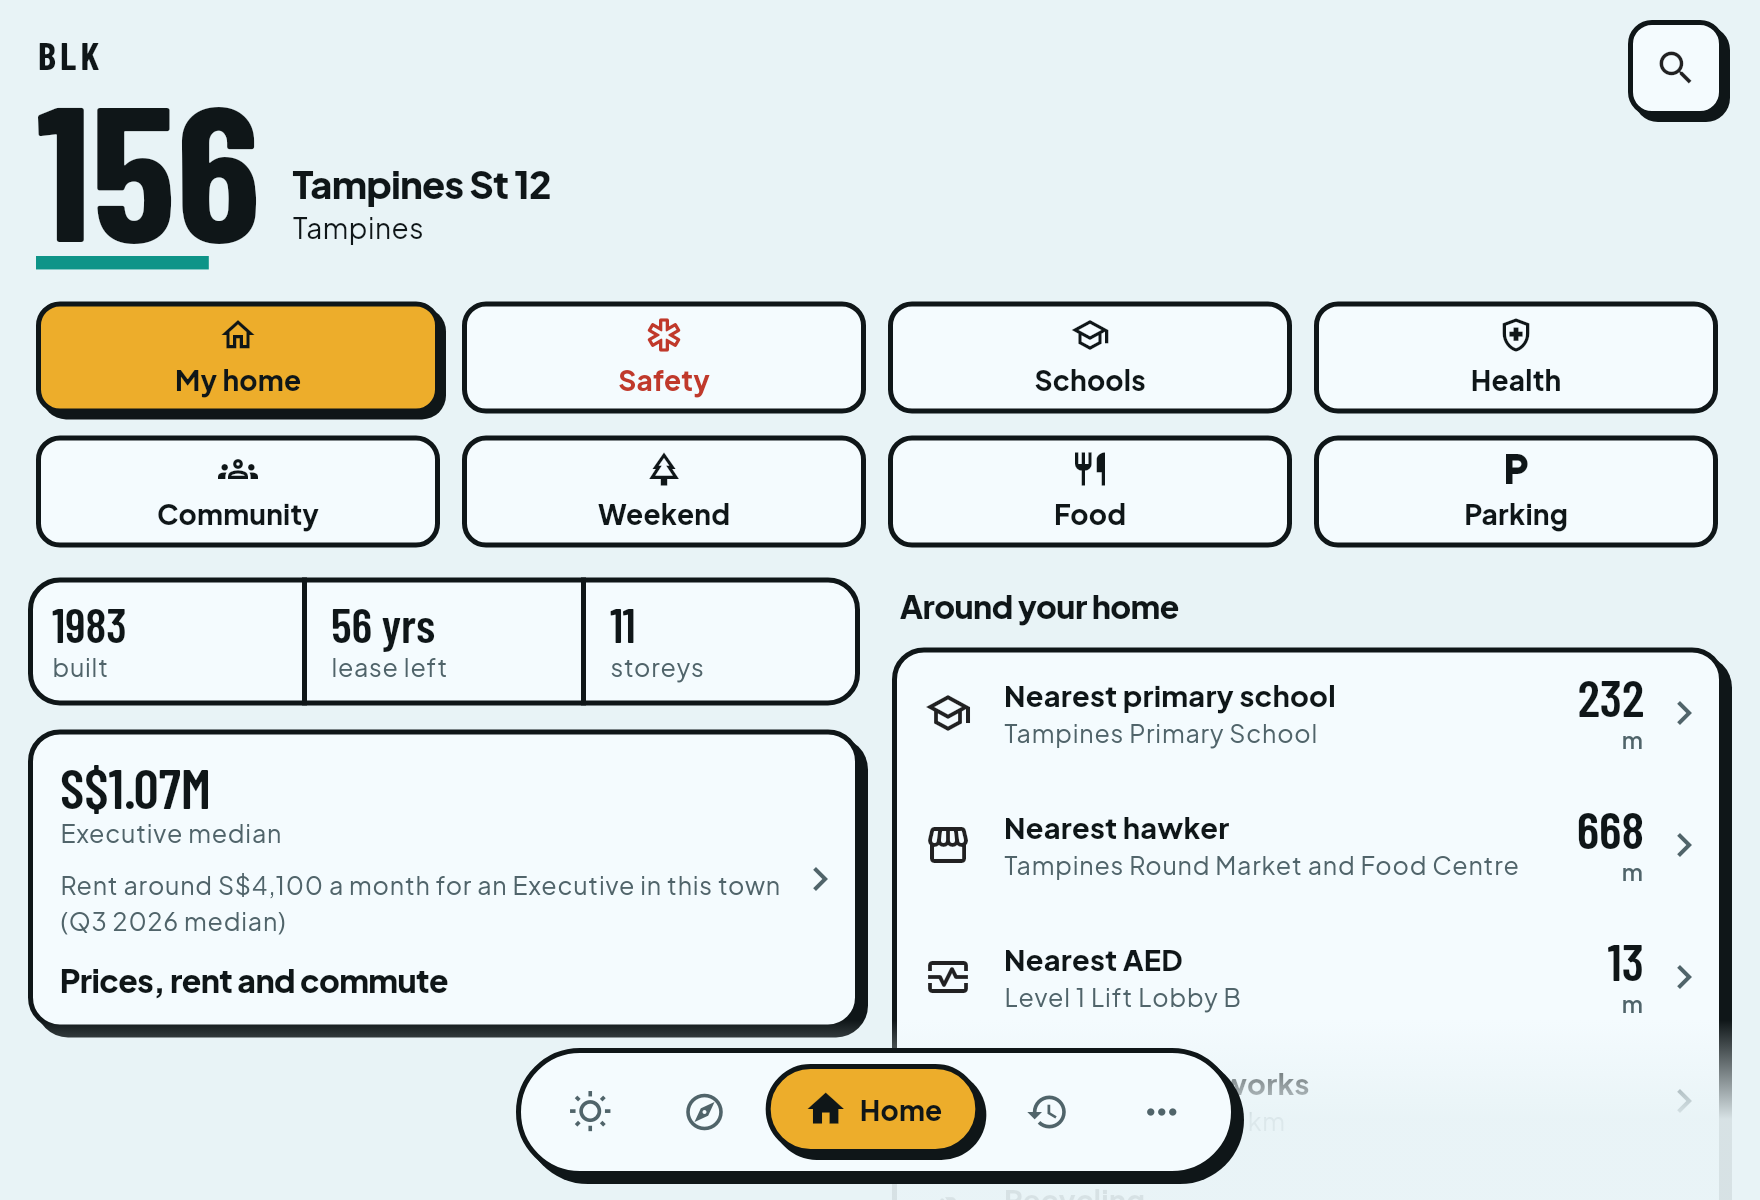 BLK
156
Tampines St 12
Tampines
My home
Safety
Schools
Health
Community
Weekend
Food
Parking
1983
built
56 yrs
lease left
11
storeys
S$1.07M
Executive median
Rent around S$4,100 a month for an Executive in this town
(Q3 2026 median)
Prices, rent and commute
Around your home
Nearest primary school
Tampines Primary School
232
m
Nearest hawker
Tampines Round Market and Food Centre
668
m
Nearest AED
Level 1 Lift Lobby B
13
m
km
Recycling
Home